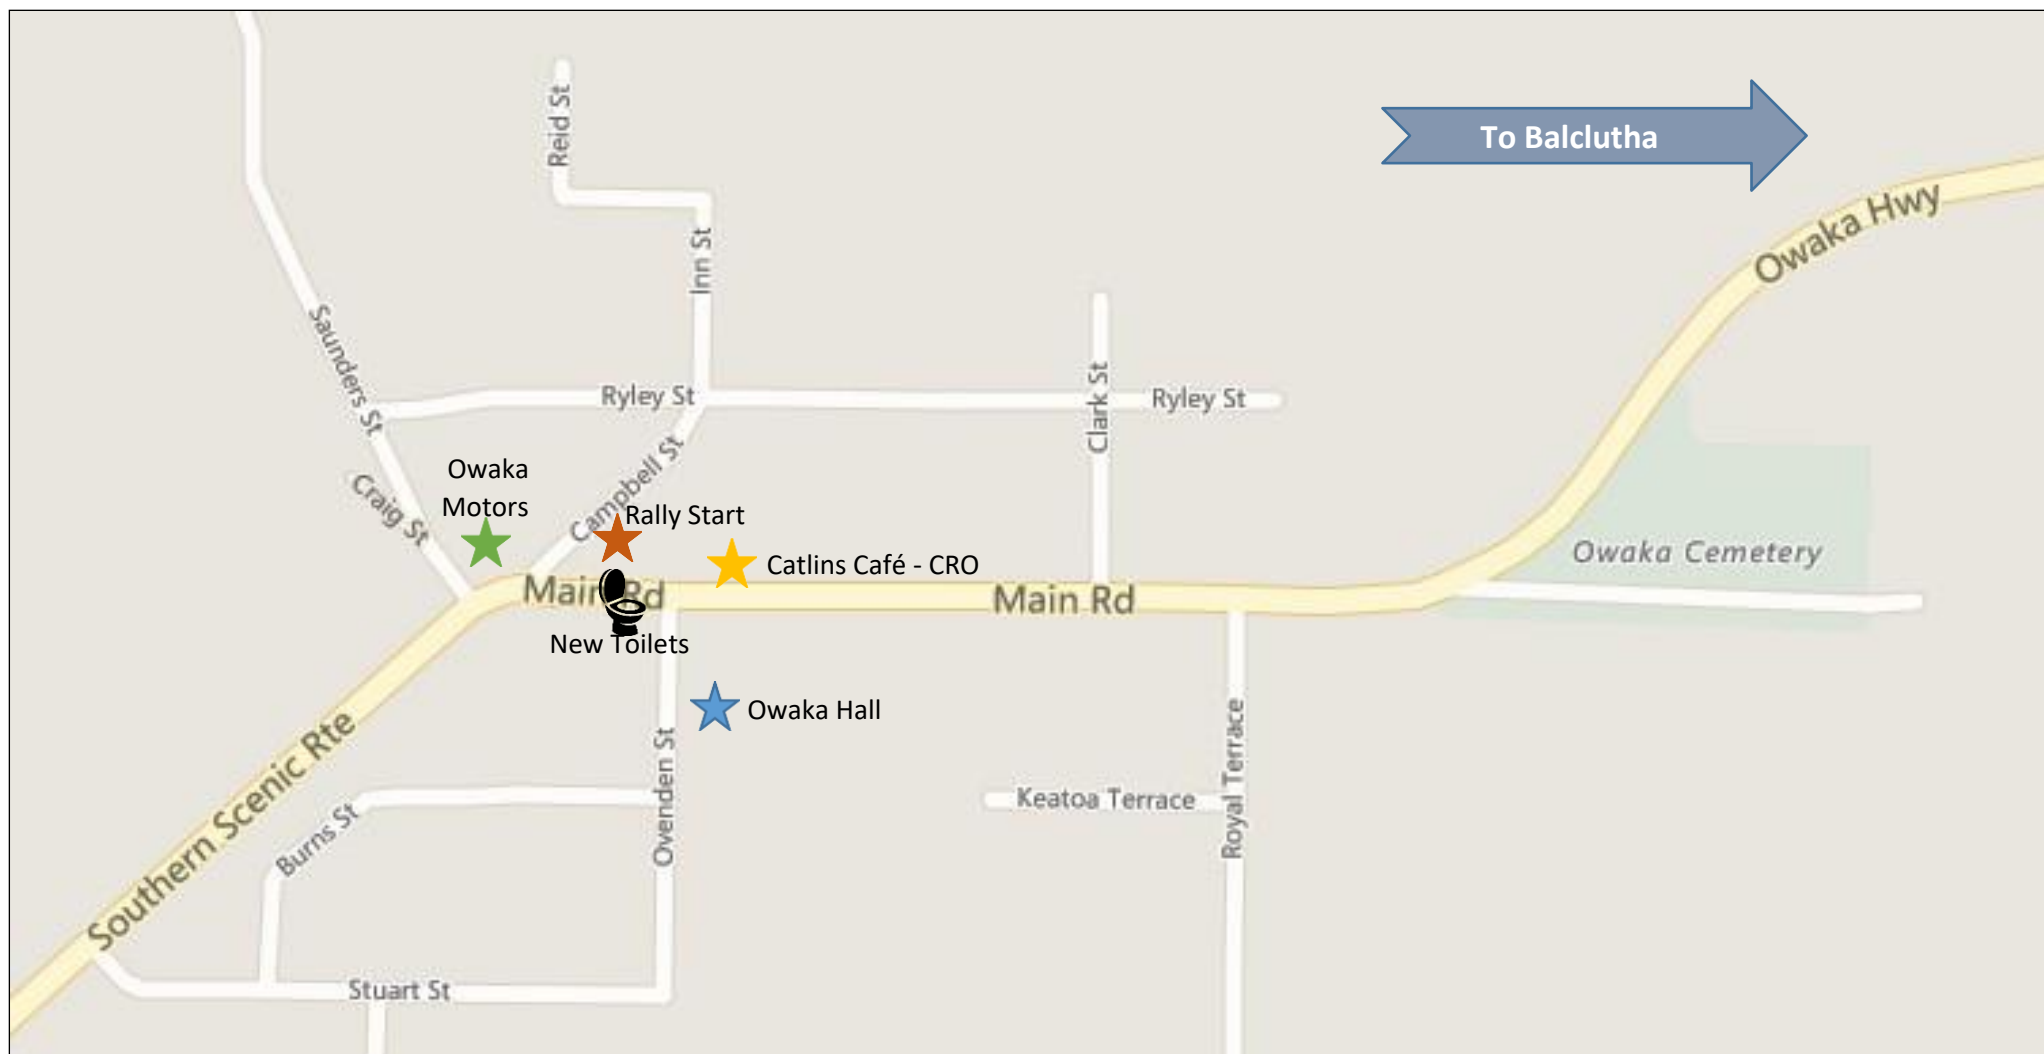 Reid St
To Balclutha
Owaka Hwy
Inn St
Saunders St
Ryley St
Clark St
Ryley St
Owaka
Motors
Craig St
Campbell St
Rally Start
Catlins Café - CRO
Owaka Cemetery
Main Rd
Main Rd
New Toilets
Owaka Hall
Southern Scenic Rte
Burns St
Ovenden St
Keatoa Terrace
Royal Terrace
Stuart St